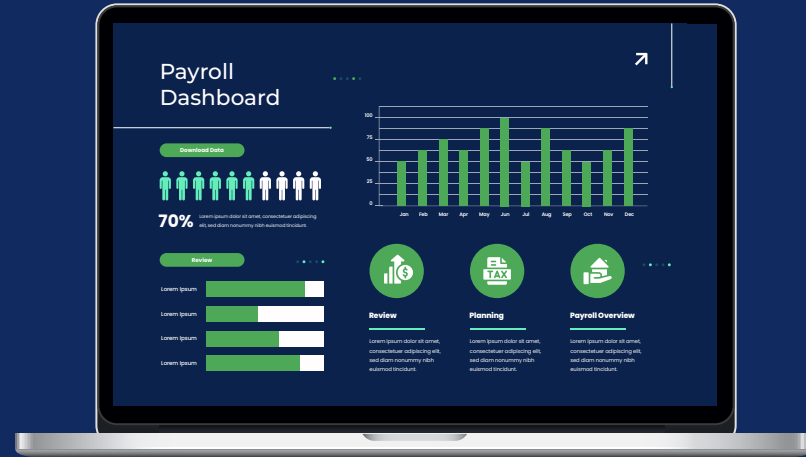 Payroll
Dashboard
Download Data
70%
Lorem ipsum dolor sit amet, consectetuer adipiscing
elit, sed diam nonummy nibh euismod tincidunt.
Review
Lorem Ipsum
Lorem Ipsum
Lorem Ipsum
Lorem Ipsum
100
75
50
25
0
Jan Feb Mar Apr May Jun Jul Aug Sep Oct Nov Dec
$
TAX
Review
Lorem ipsum dolor sit amet,
consectetuer adipiscing elit,
sed diam nonummy nibh
euismod tincidunt.
Planning
Lorem ipsum dolor sit amet,
consectetuer adipiscing elit,
sed diam nonummy nibh
euismod tincidunt.
Payroll Overview
Lorem ipsum dolor sit amet,
consectetuer adipiscing elit,
sed diam nonummy nibh
euismod tincidunt.